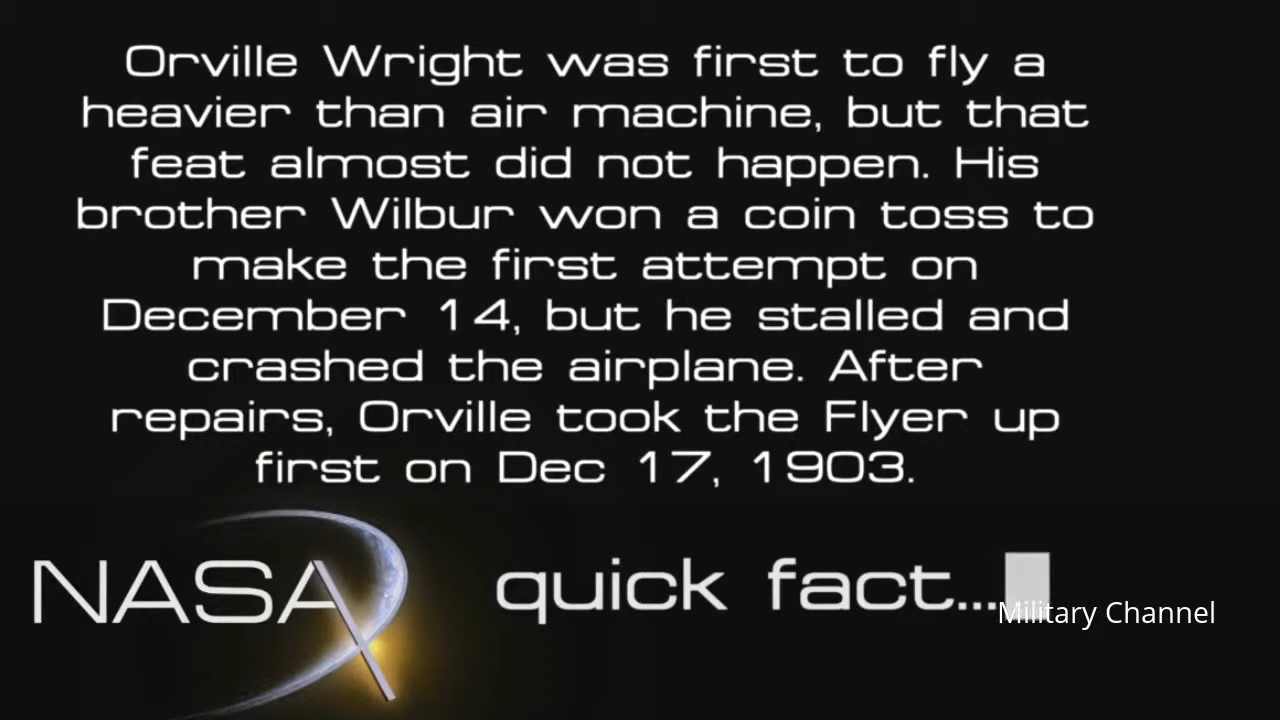 Orville Wright was first to fly a
heavier than air machine, but that
feat almost did not happen. His
brother Wilbur won a coin toss to
make the first attempt on
December 14, but he stalled and
crashed the airplane. After
repairs, Orville took the Flyer up
first on Dec 17, 1903.
NASA quick fact...
Military Channel